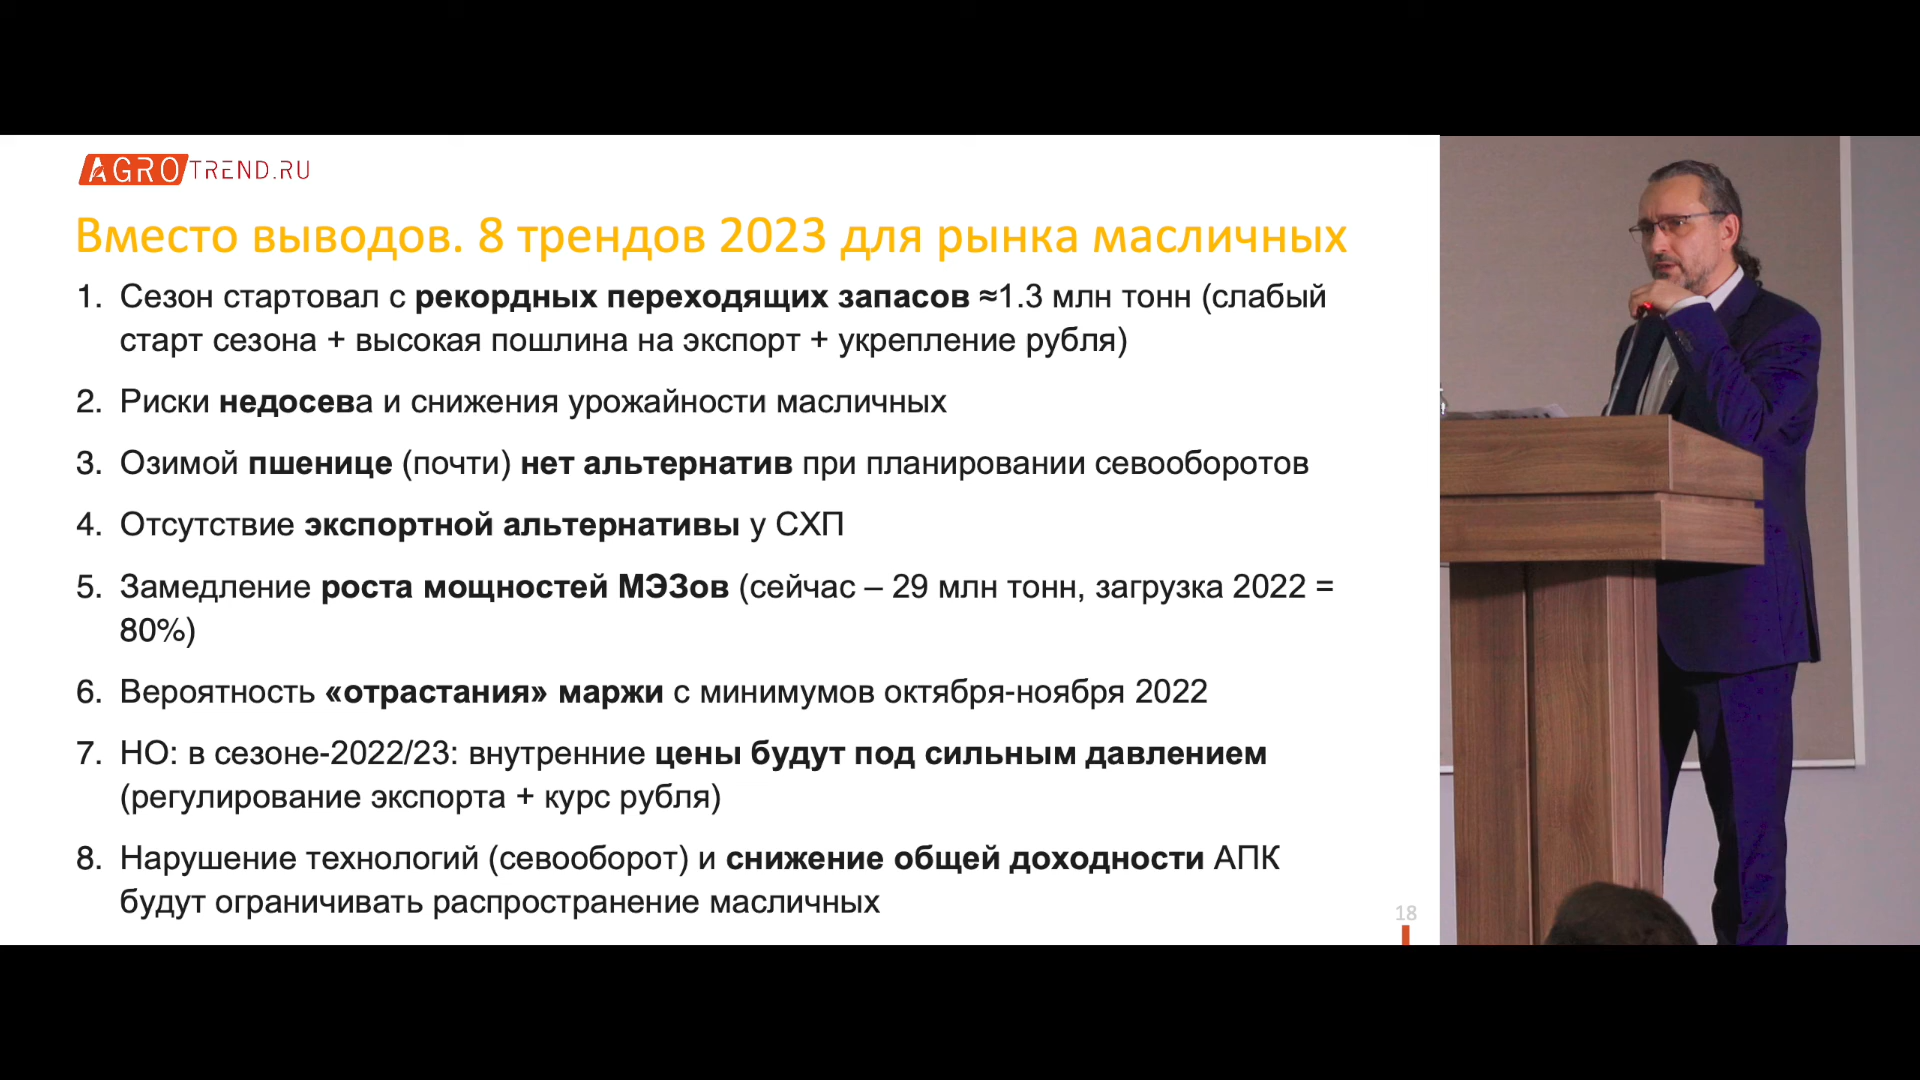 AGROTREND.RU
Вместо выводов. 8 трендов 2023 для рынка масличных
1. Сезон стартовал с рекордных переходящих запасов ≈1.3 млн тонн (слабый
старт сезона + высокая пошлина на экспорт + укрепление рубля)
2. Риски недосева и снижения урожайности масличных
3. Озимой пшенице (почти) нет альтернатив при планировании севооборотов
4. Отсутствие экспортной альтернативы у СХП
5. Замедление роста мощностей МЭЗов (сейчас – 29 млн тонн, загрузка 2022 =
80%)
6. Вероятность «отрастания» маржи с минимумов октября-ноября 2022
7. НО: в сезоне-2022/23: внутренние цены будут под сильным давлением
(регулирование экспорта + курс рубля)
8. Нарушение технологий (севооборот) и снижение общей доходности АПК
будут ограничивать распространение масличных
18